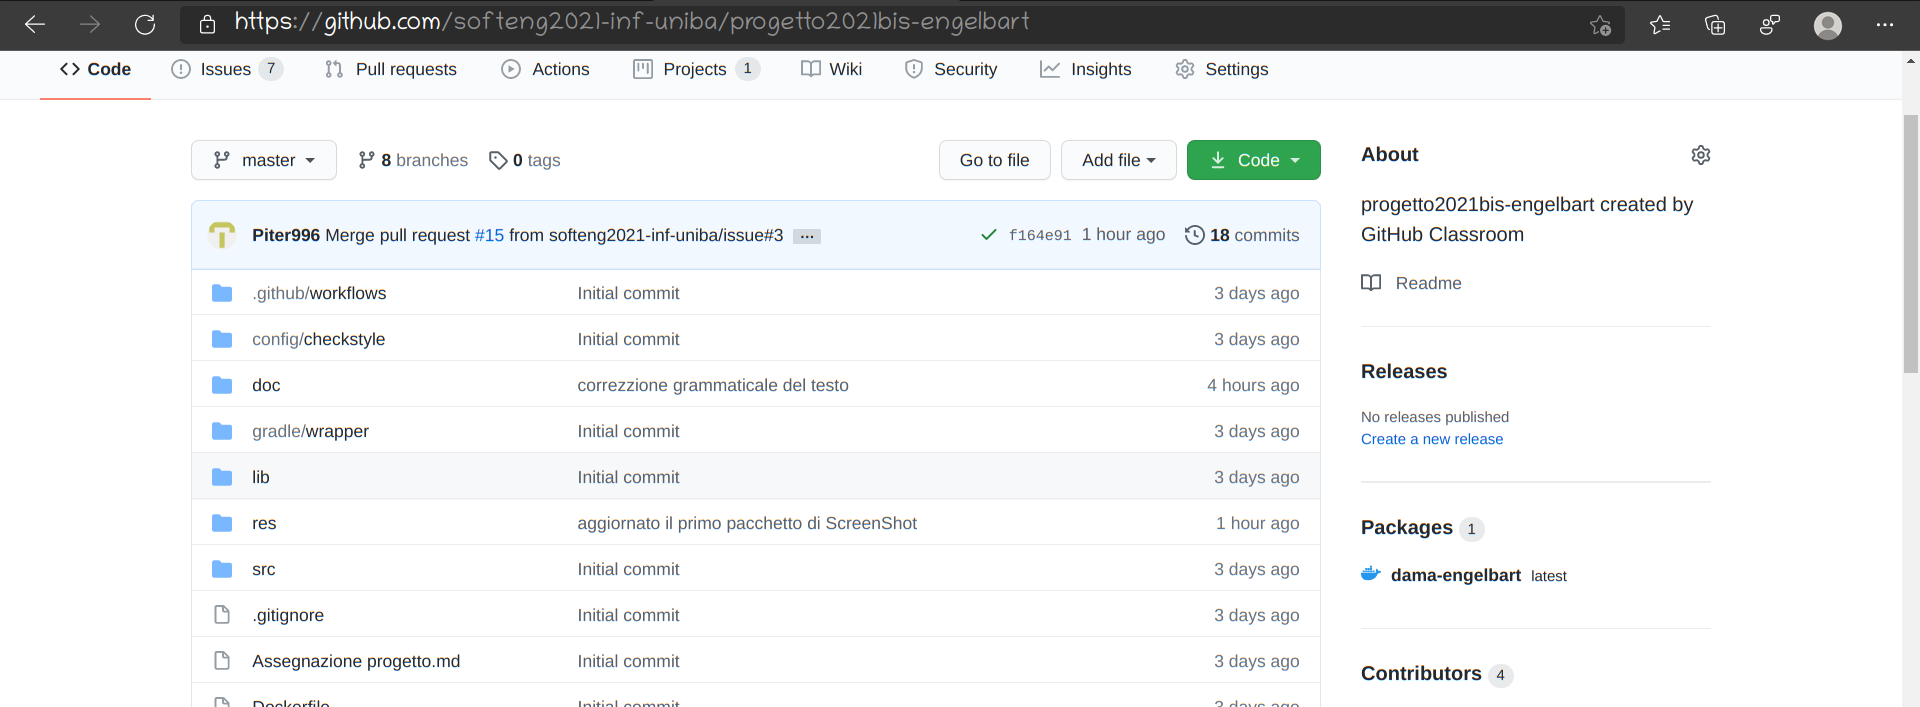 https://github.com/softeng2021-inf-uniba/progetto2021bis-engelbart
Code Issues 7 Pull requests Actions Projects 1 Wiki Security Insights Settings
master 8 branches 0 tags Go to file Add file Code
Piter996 Merge pull request #15 from softeng2021-inf-uniba/issue#3 ... f164e91 1 hour ago 18 commits
.github/workflows Initial commit 3 days ago
config/checkstyle Initial commit 3 days ago
doc correzzione grammaticale del testo 4 hours ago
gradle/wrapper Initial commit 3 days ago
lib Initial commit 3 days ago
res aggiornato il primo pacchetto di ScreenShot 1 hour ago
src Initial commit 3 days ago
.gitignore Initial commit 3 days ago
Assegnazione progetto.md Initial commit 3 days ago
Dockerfile Initial commit 3 days ago
About
progetto2021bis-engelbart created by
GitHub Classroom
Readme
Releases
No releases published
Create a new release
Packages 1
dama-engelbart latest
Contributors 4